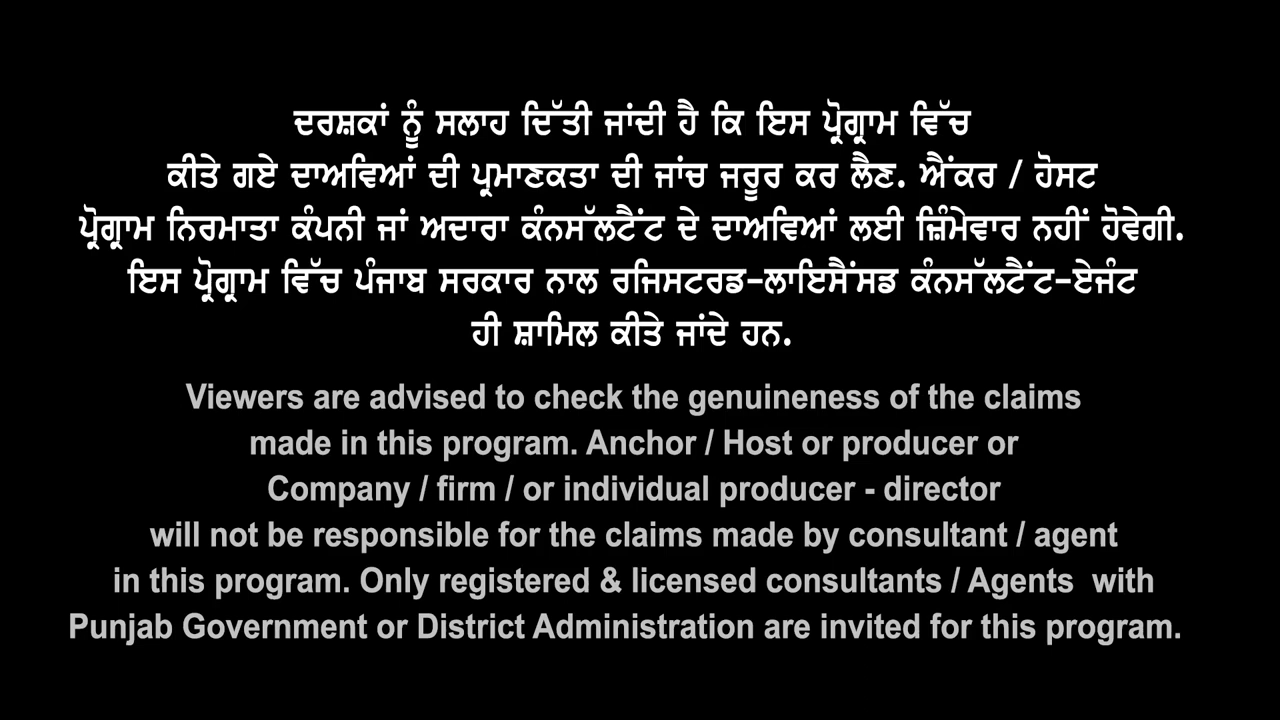 ਦਰਸ਼ਕਾਂ ਨੂੰ ਸਲਾਹ ਦਿੱਤੀ ਜਾਂਦੀ ਹੈ ਕਿ ਇਸ ਪ੍ਰੋਗ੍ਰਾਮ ਵਿੱਚ
ਕੀਤੇ ਗਏ ਦਾਅਵਿਆਂ ਦੀ ਪ੍ਰਮਾਣਕਤਾ ਦੀ ਜਾਂਚ ਜਰੂਰ ਕਰ ਲੈਣ. ਐਂਕਰ / ਹੋਸਟ
ਪ੍ਰੋਗ੍ਰਾਮ ਨਿਰਮਾਤਾ ਕੰਪਨੀ ਜਾਂ ਅਦਾਰਾ ਕੰਨਸੱਲਟੈਂਟ ਦੇ ਦਾਅਵਿਆਂ ਲਈ ਜ਼ਿੰਮੇਵਾਰ ਨਹੀਂ ਹੋਵੇਗੀ.
ਇਸ ਪ੍ਰੋਗ੍ਰਾਮ ਵਿੱਚ ਪੰਜਾਬ ਸਰਕਾਰ ਨਾਲ ਰਜਿਸਟਰਡ-ਲਾਇਸੈਂਸਡ ਕੰਨਸੱਲਟੈਂਟ-ਏਜੰਟ
ਹੀ ਸ਼ਾਮਿਲ ਕੀਤੇ ਜਾਂਦੇ ਹਨ.
Viewers are advised to check the genuineness of the claims
made in this program. Anchor / Host or producer or
Company / firm / or individual producer - director
will not be responsible for the claims made by consultant / agent
in this program. Only registered & licensed consultants / Agents with
Punjab Government or District Administration are invited for this program.